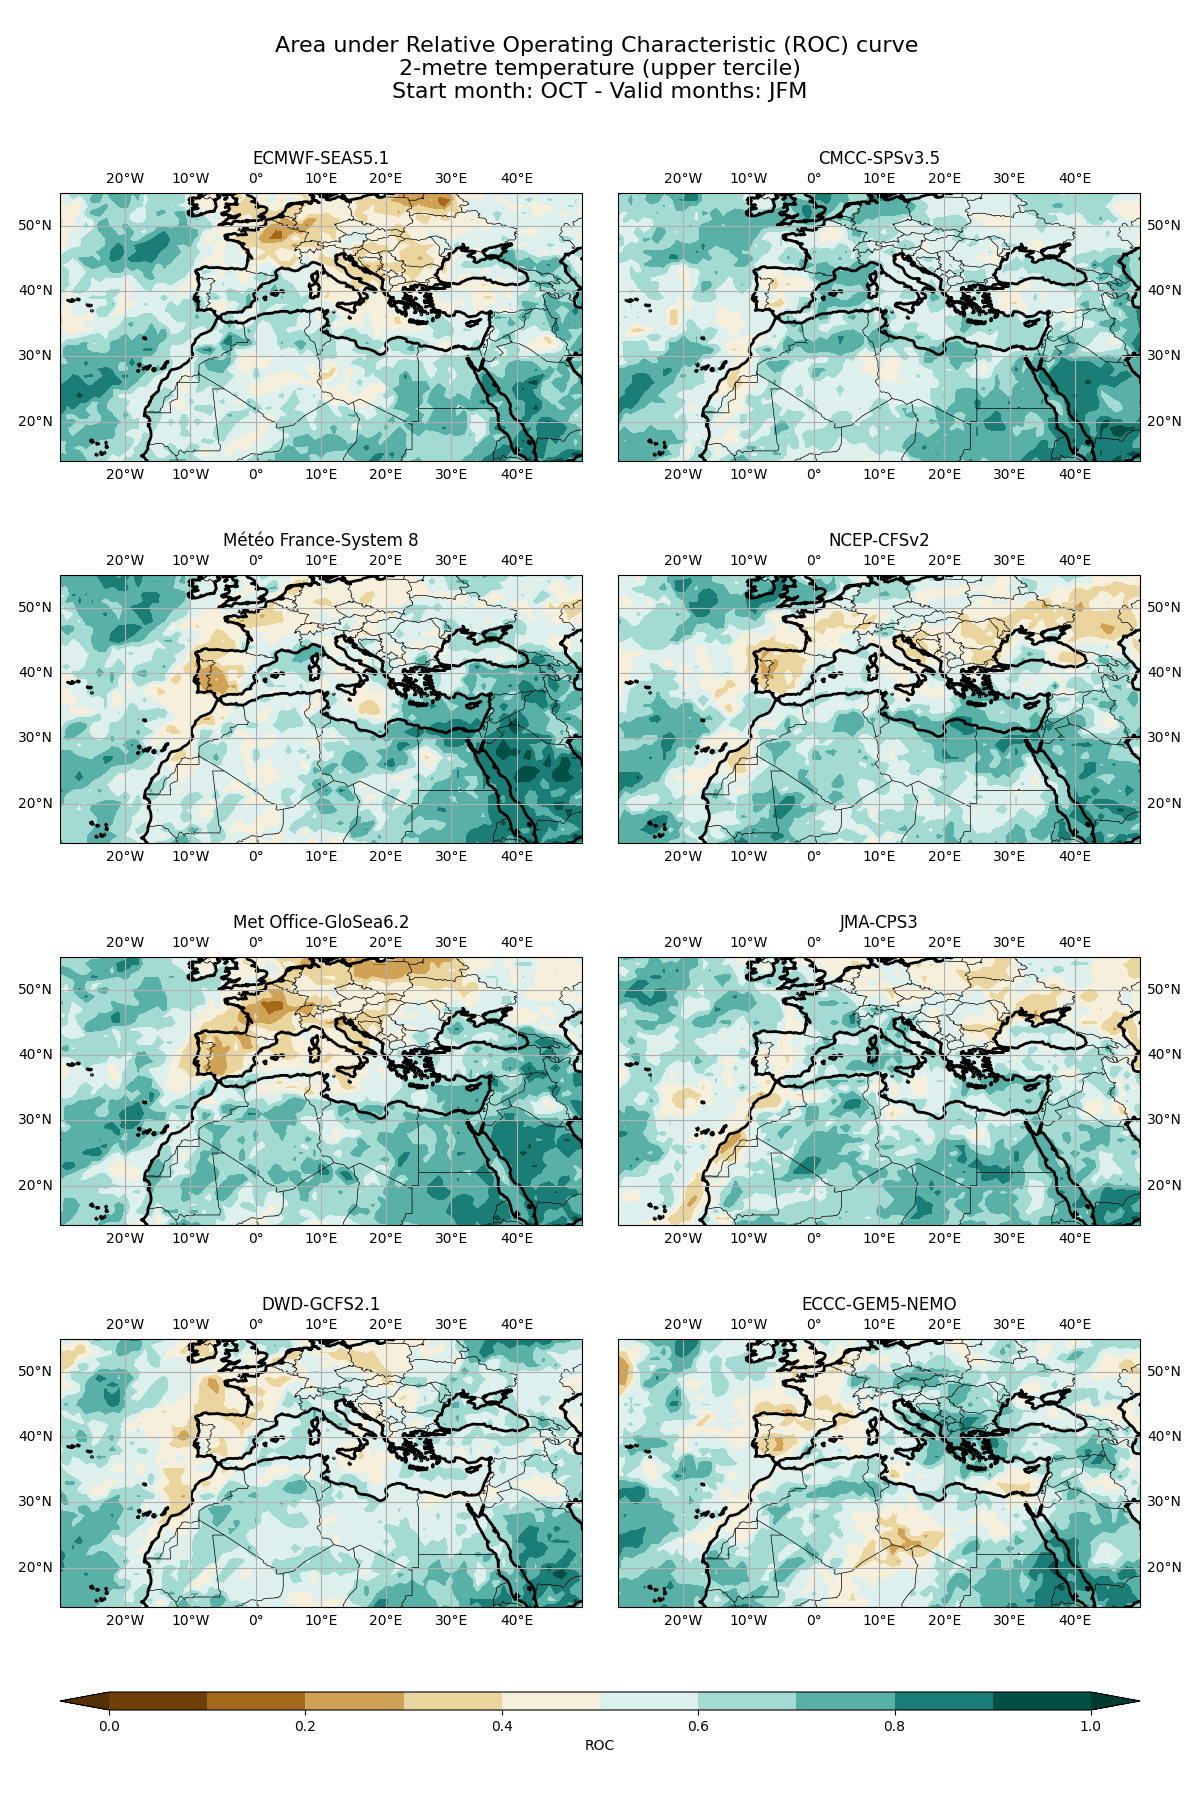 Area under Relative Operating Characteristic (ROC) curve
2-metre temperature (upper tercile)
Start month: OCT - Valid months: JFM
ECMWF-SEAS5.1
20°W 10°W 0° 10°E 20°E 30°E 40°E
50°N
40°N
30°N
20°N
20°W 10°W 0° 10°E 20°E 30°E 40°E
CMCC-SPSv3.5
20°W 10°W 0° 10°E 20°E 30°E 40°E
50°N
40°N
30°N
20°N
20°W 10°W 0° 10°E 20°E 30°E 40°E
Météo France-System 8
20°W 10°W 0° 10°E 20°E 30°E 40°E
50°N
40°N
30°N
20°N
20°W 10°W 0° 10°E 20°E 30°E 40°E
NCEP-CFSv2
20°W 10°W 0° 10°E 20°E 30°E 40°E
50°N
40°N
30°N
20°N
20°W 10°W 0° 10°E 20°E 30°E 40°E
Met Office-GloSea6.2
20°W 10°W 0° 10°E 20°E 30°E 40°E
50°N
40°N
30°N
20°N
20°W 10°W 0° 10°E 20°E 30°E 40°E
JMA-CPS3
20°W 10°W 0° 10°E 20°E 30°E 40°E
50°N
40°N
30°N
20°N
20°W 10°W 0° 10°E 20°E 30°E 40°E
DWD-GCFS2.1
20°W 10°W 0° 10°E 20°E 30°E 40°E
50°N
40°N
30°N
20°N
20°W 10°W 0° 10°E 20°E 30°E 40°E
ECCC-GEM5-NEMO
20°W 10°W 0° 10°E 20°E 30°E 40°E
50°N
40°N
30°N
20°N
20°W 10°W 0° 10°E 20°E 30°E 40°E
0.0 0.2 0.4 0.6 0.8 1.0
ROC